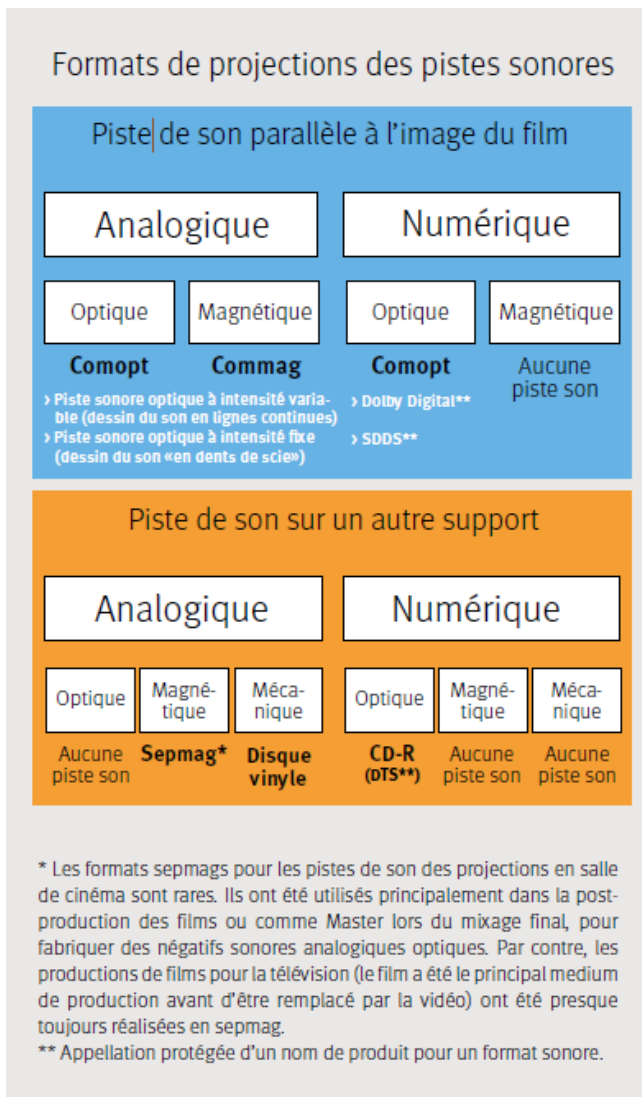 Formats de projections des pistes sonores
Piste de son parallèle à l'image du film
Analogique
Numérique
Optique
Magnétique
Optique
Magnétique
Comopt
Commag
Comopt
Aucune
piste son
› Piste sonore optique à intensité varia-
ble (dessin du son en lignes continues)
› Piste sonore optique à intensité fixe
(dessin du son «en dents de scie»)
› Dolby Digital**
› SDDS**
Piste de son sur un autre support
Analogique
Numérique
Optique
Magné-
tique
Méca-
nique
Optique
Magné-
tique
Méca-
nique
Aucune
piste son
Sepmag*
Disque
vinyle
CD-R
(DTS**)
Aucune
piste son
Aucune
piste son
* Les formats sepmags pour les pistes de son des projections en salle
de cinéma sont rares. Ils ont été utilisés principalement dans la post-
production des films ou comme Master lors du mixage final, pour
fabriquer des négatifs sonores analogiques optiques. Par contre, les
productions de films pour la télévision (le film a été le principal medium
de production avant d'être remplacé par la vidéo) ont été presque
toujours réalisées en sepmag.
** Appellation protégée d'un nom de produit pour un format sonore.